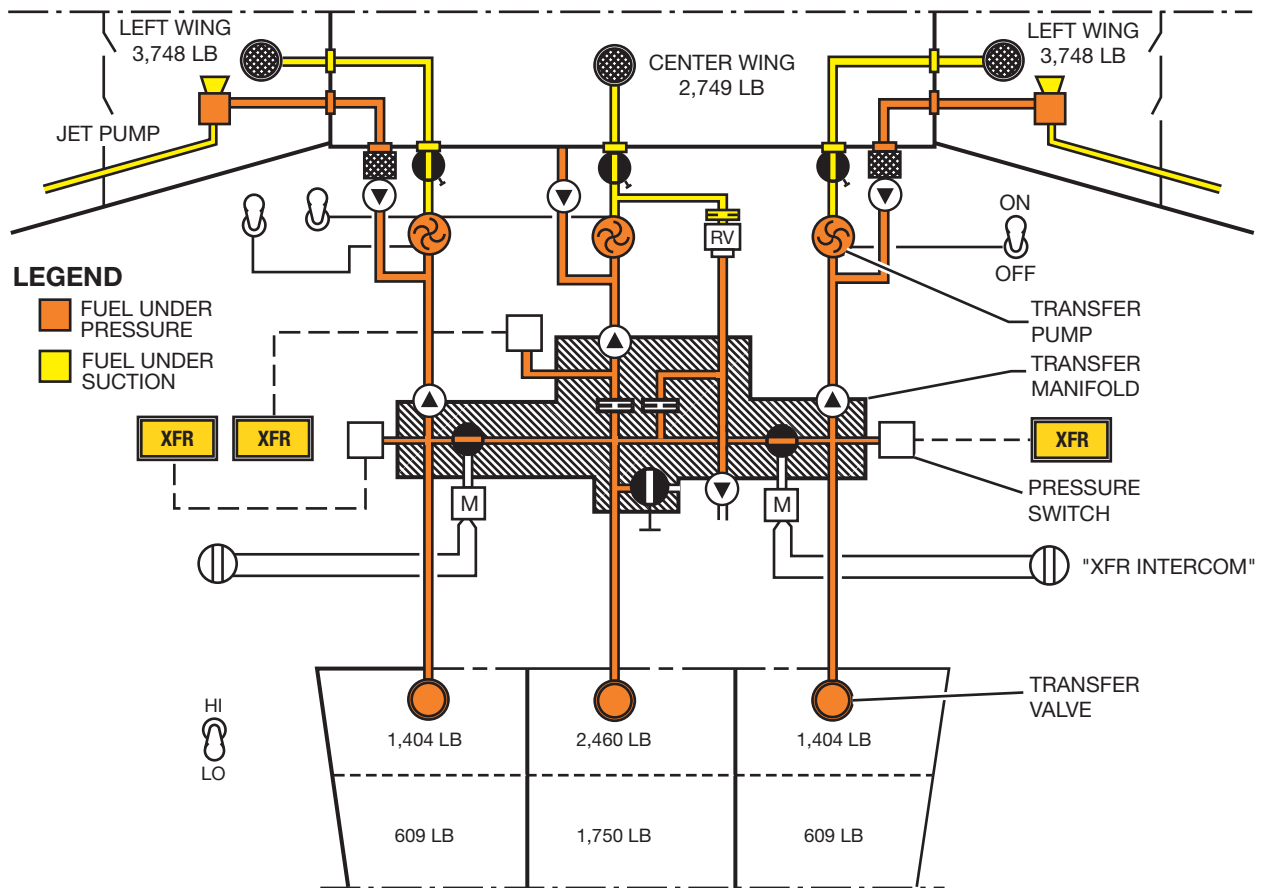 LEFT WING
3,748 LB
CENTER WING
2,749 LB
LEFT WING
3,748 LB
JET PUMP
ON
OFF
RV
LEGEND
FUEL UNDER
PRESSURE
FUEL UNDER
SUCTION
TRANSFER
PUMP
TRANSFER
MANIFOLD
XFR
XFR
XFR
M
M
PRESSURE
SWITCH
"XFR INTERCOM"
HI
LO
TRANSFER
VALVE
1,404 LB
2,460 LB
1,404 LB
609 LB
1,750 LB
609 LB